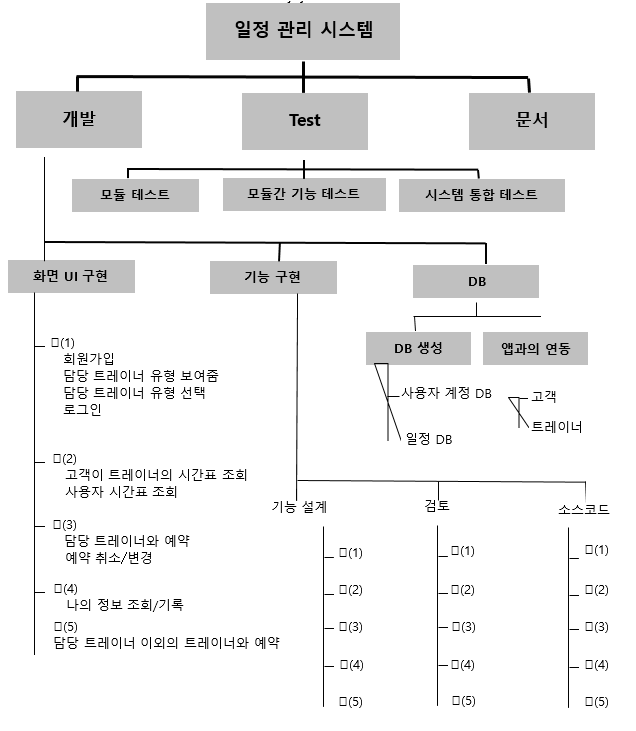 일정 관리 시스템
개발
Test
문서
모듈 테스트
모듈간 기능 테스트
시스템 통합 테스트
화면 UI 구현
기능 구현
DB
DB 생성
앱과의 연동
사용자 계정 DB
일정 DB
고객
트레이너
□(1)
회원가입
담당 트레이너 유형 보여줌
담당 트레이너 유형 선택
로그인
□(2)
고객이 트레이너의 시간표 조회
사용자 시간표 조회
□(3)
담당 트레이너와 예약
예약 취소/변경
□(4)
나의 정보 조회/기록
□(5)
담당 트레이너 이외의 트레이너와 예약
기능 설계
□(1)
□(2)
□(3)
□(4)
□(5)
검토
□(1)
□(2)
□(3)
□(4)
□(5)
소스코드
□(1)
□(2)
□(3)
□(4)
□(5)